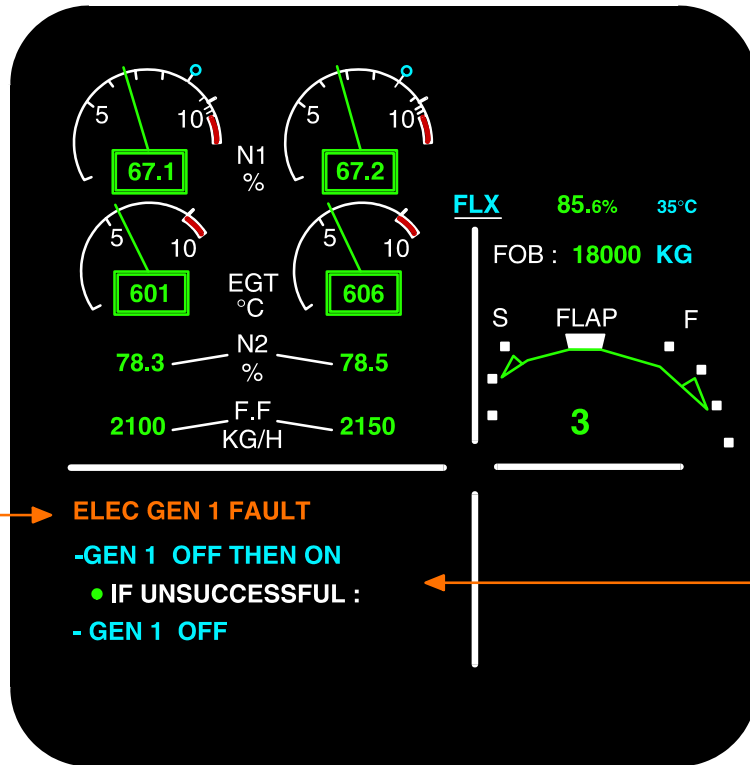 5 10 5 10
67.1 N1 67.2
%
FLX 85.6% 35°C
5 10 5 10
FOB : 18000 KG
601 EGT 606
°C
S FLAP F
78.3 N2 78.5
%
3
2100 F.F 2150
KG/H
ELEC GEN 1 FAULT
-GEN 1 OFF THEN ON
• IF UNSUCCESSFUL :
- GEN 1 OFF